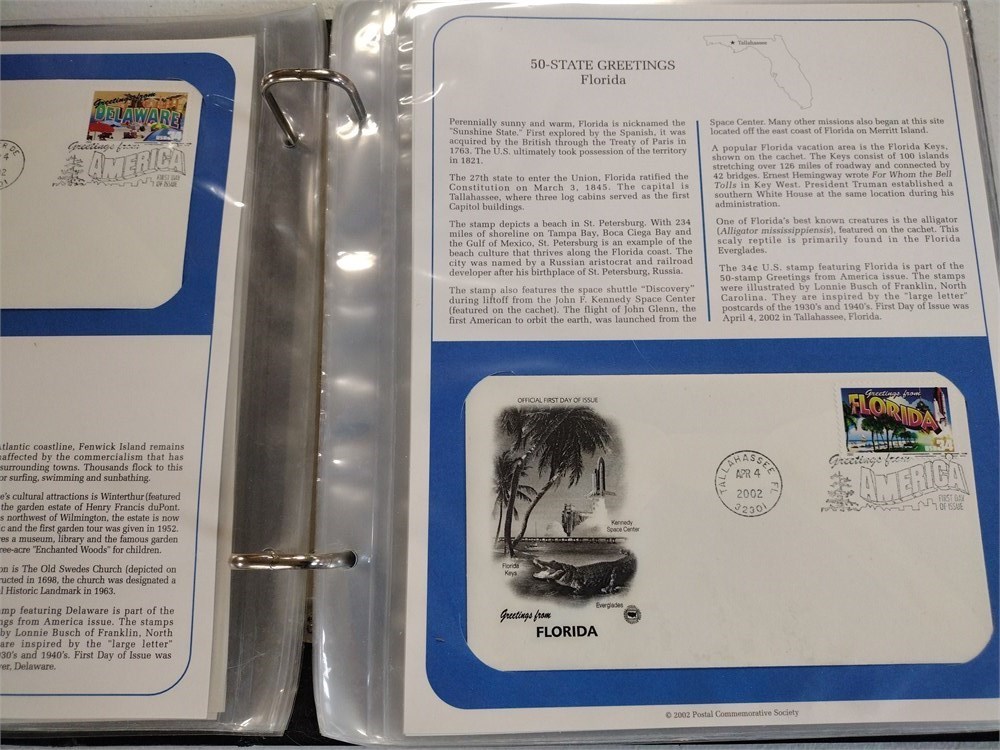 Greetings from
DELAWARE
Greetings from
AMERICA
FIRST DAY
OF ISSUE
tlantic coastline, Fenwick Island remains
affected by the commercialism that has
surrounding towns. Thousands flock to this
or surfing, swimming and sunbathing.
e's cultural attractions is Winterthur (featured
the garden estate of Henry Francis duPont.
s northwest of Wilmington, the estate is now
c and the first garden tour was given in 1952.
es a museum, library and the famous garden
ree-acre "Enchanted Woods" for children.
on is The Old Swedes Church (depicted on
ucted in 1698, the church was designated a
l Historic Landmark in 1963.
mp featuring Delaware is part of the
ngs from America issue. The stamps
by Lonnie Busch of Franklin, North
are inspired by the "large letter"
30's and 1940's. First Day of Issue was
er, Delaware.
50-STATE GREETINGS
Florida
Tallahassee
Perennially sunny and warm, Florida is nicknamed the
"Sunshine State." First explored by the Spanish, it was
acquired by the British through the Treaty of Paris in
1763. The U.S. ultimately took possession of the territory
in 1821.
The 27th state to enter the Union, Florida ratified the
Constitution on March 3, 1845. The capital is
Tallahassee, where three log cabins served as the first
Capitol buildings.
The stamp depicts a beach in St. Petersburg. With 234
miles of shoreline on Tampa Bay, Boca Ciega Bay and
the Gulf of Mexico, St. Petersburg is an example of the
beach culture that thrives along the Florida coast. The
city was named by a Russian aristocrat and railroad
developer after his birthplace of St. Petersburg, Russia.
The stamp also features the space shuttle "Discovery"
during liftoff from the John F. Kennedy Space Center
(featured on the cachet). The flight of John Glenn, the
first American to orbit the earth, was launched from the
Space Center. Many other missions also began at this site
located off the east coast of Florida on Merritt Island.
A popular Florida vacation area is the Florida Keys,
shown on the cachet. The Keys consist of 100 islands
stretching over 126 miles of roadway and connected by
42 bridges. Ernest Hemingway wrote For Whom the Bell
Tolls in Key West. President Truman established a
southern White House at the same location during his
administration.
One of Florida's best known creatures is the alligator
(Alligator mississippiensis), featured on the cachet. This
scaly reptile is primarily found in the Florida
Everglades.
The 34¢ U.S. stamp featuring Florida is part of the
50-stamp Greetings from America issue. The stamps
were illustrated by Lonnie Busch of Franklin, North
Carolina. They are inspired by the "large letter"
postcards of the 1930's and 1940's. First Day of Issue was
April 4, 2002 in Tallahassee, Florida.
OFFICIAL FIRST DAY OF ISSUE
Kennedy
Space Center
Florida
Keys
Everglades
Greetings from
FLORIDA
TALLAHASSEE FL
APR 4
2002
32301
Greetings from
FLORIDA
Greetings from
AMERICA
FIRST DAY
OF ISSUE
© 2002 Postal Commemorative Society